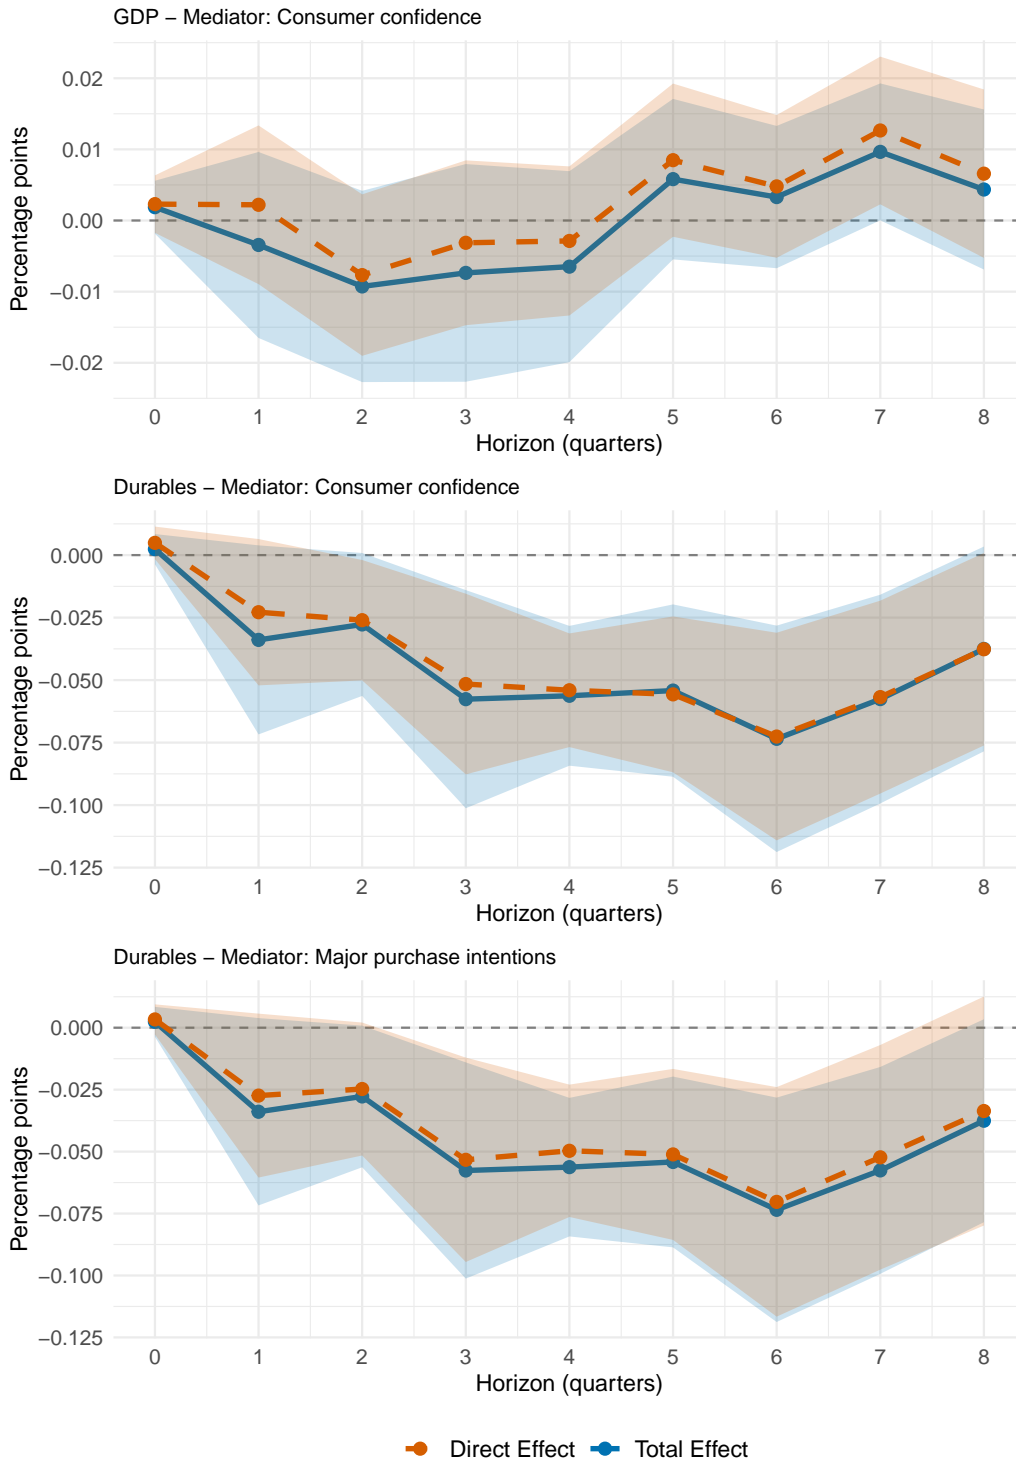 GDP − Mediator: Consumer confidence
Percentage points
0.02
0.01
0.00
−0.01
−0.02
0 1 2 3 4 5 6 7 8
Horizon (quarters)
Durables − Mediator: Consumer confidence
Percentage points
0.000
−0.025
−0.050
−0.075
−0.100
−0.125
0 1 2 3 4 5 6 7 8
Horizon (quarters)
Durables − Mediator: Major purchase intentions
Percentage points
0.000
−0.025
−0.050
−0.075
−0.100
−0.125
0 1 2 3 4 5 6 7 8
Horizon (quarters)
Direct Effect Total Effect